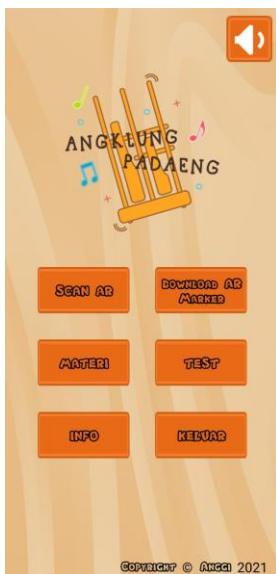 ANGKLUNG
PADAENG
SCAN AR
DOWNLOAD AR
MARKER
MATERI
TEST
INFO
KELUAR
COPYRIGHT © ANGGI 2021